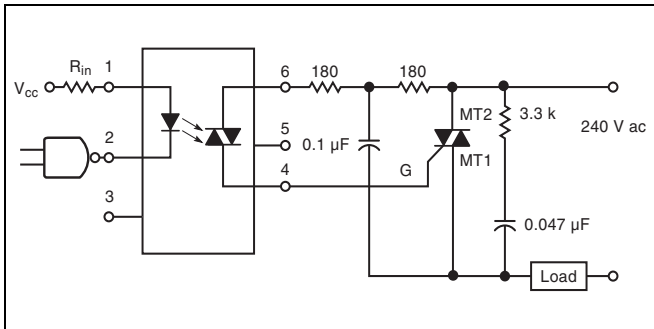 Rin
1
Vcc
2
3
6
180
180
5
0.1 µF
4
G
MT2
MT1
3.3 k
240 V ac
0.047 µF
Load